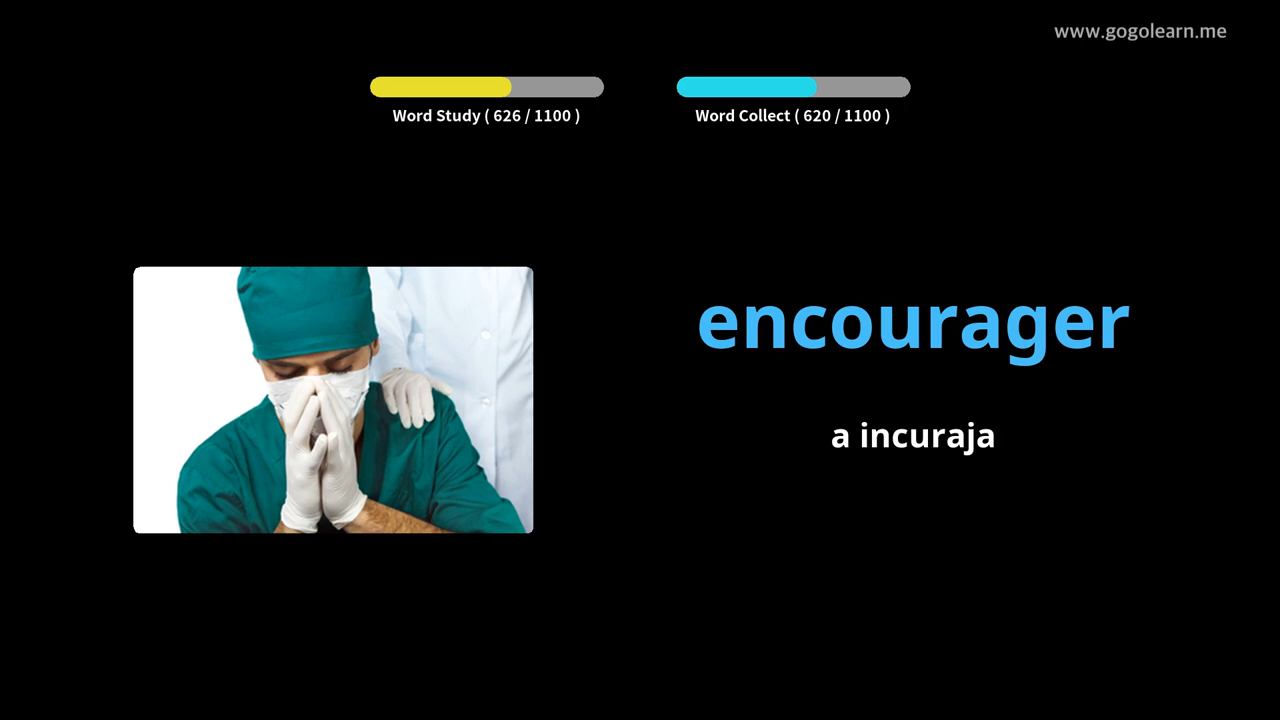 www.gogolearn.me
Word Study ( 626 / 1100 )
Word Collect ( 620 / 1100 )
encourager
a incuraja